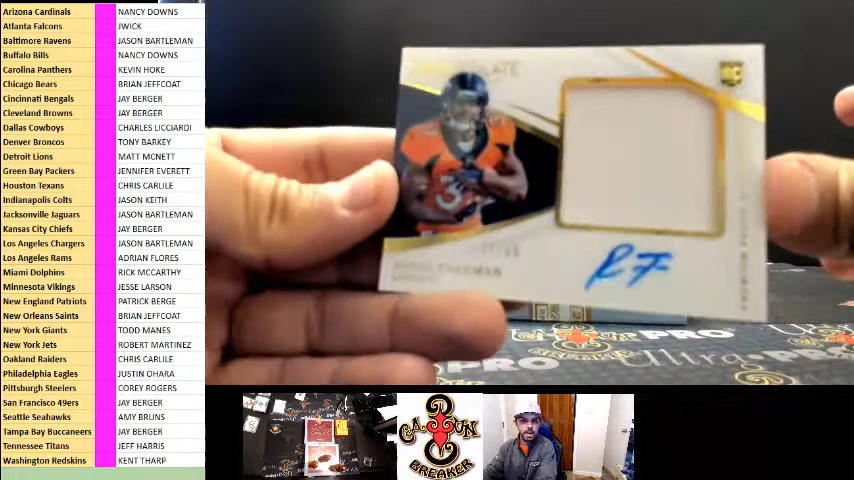 Arizona Cardinals NANCY DOWNS
Atlanta Falcons JWICK
Baltimore Ravens JASON BARTLEMAN
Buffalo Bills NANCY DOWNS
Carolina Panthers KEVIN HOKE
Chicago Bears BRIAN JEFFCOAT
Cincinnati Bengals JAY BERGER
Cleveland Browns JAY BERGER
Dallas Cowboys CHARLES LICCIARDI
Denver Broncos TONY BARKEY
Detroit Lions MATT MCNETT
Green Bay Packers JENNIFER EVERETT
Houston Texans CHRIS CARLILE
Indianapolis Colts JASON KEITH
Jacksonville Jaguars JASON BARTLEMAN
Kansas City Chiefs JAY BERGER
Los Angeles Chargers JASON BARTLEMAN
Los Angeles Rams ADRIAN FLORES
Miami Dolphins RICK MCCARTHY
Minnesota Vikings JESSE LARSON
New England Patriots PATRICK BERGE
New Orleans Saints BRIAN JEFFCOAT
New York Giants TODD MANES
New York Jets ROBERT MARTINEZ
Oakland Raiders CHRIS CARLILE
Philadelphia Eagles JUSTIN OHARA
Pittsburgh Steelers COREY ROGERS
San Francisco 49ers JAY BERGER
Seattle Seahawks AMY BRUNS
Tampa Bay Buccaneers JAY BERGER
Tennessee Titans JEFF HARRIS
Washington Redskins KENT THARP
RC
RF
PRO
Ultra PRO
CAJUN
BREAKER